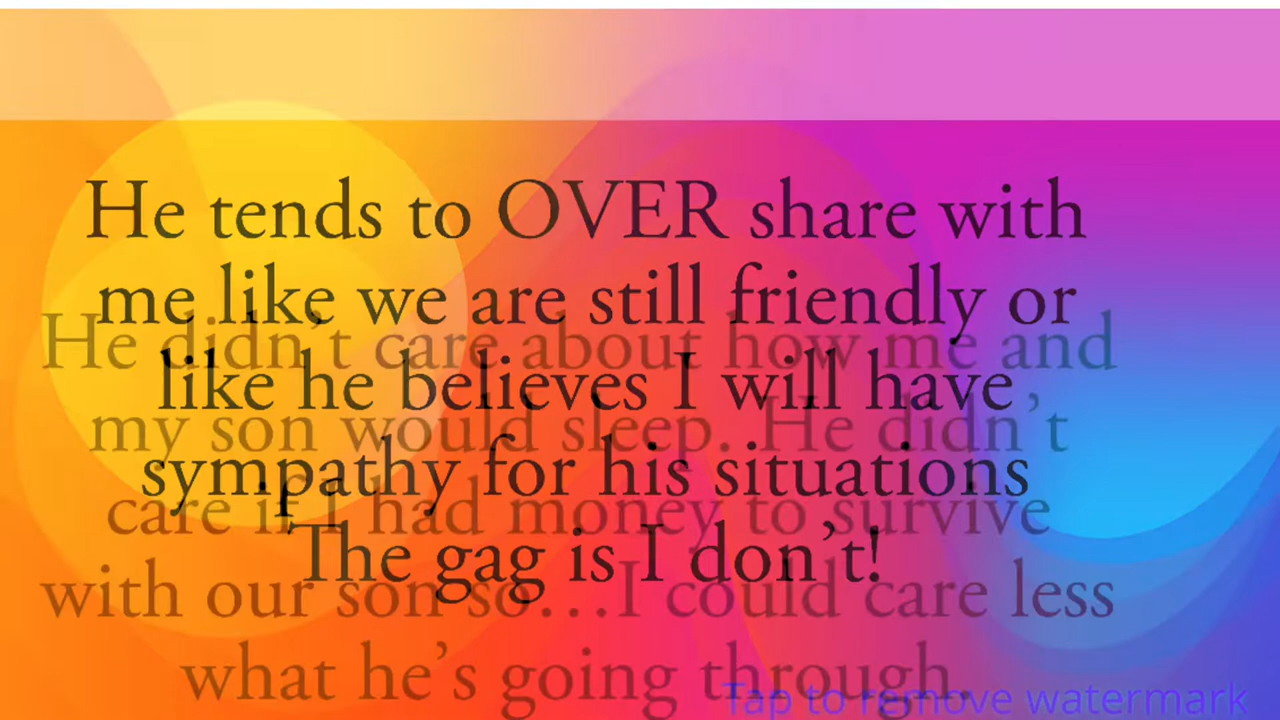 He tends to OVER share with
me like we are still friendly or
like he believes I will have
sympathy for his situations
The gag is I don't!
He didn't care about how me and
my son would sleep..He didn't
care if I had money to survive
with our son so...I could care less
what he's going through.
Tap to remove watermark